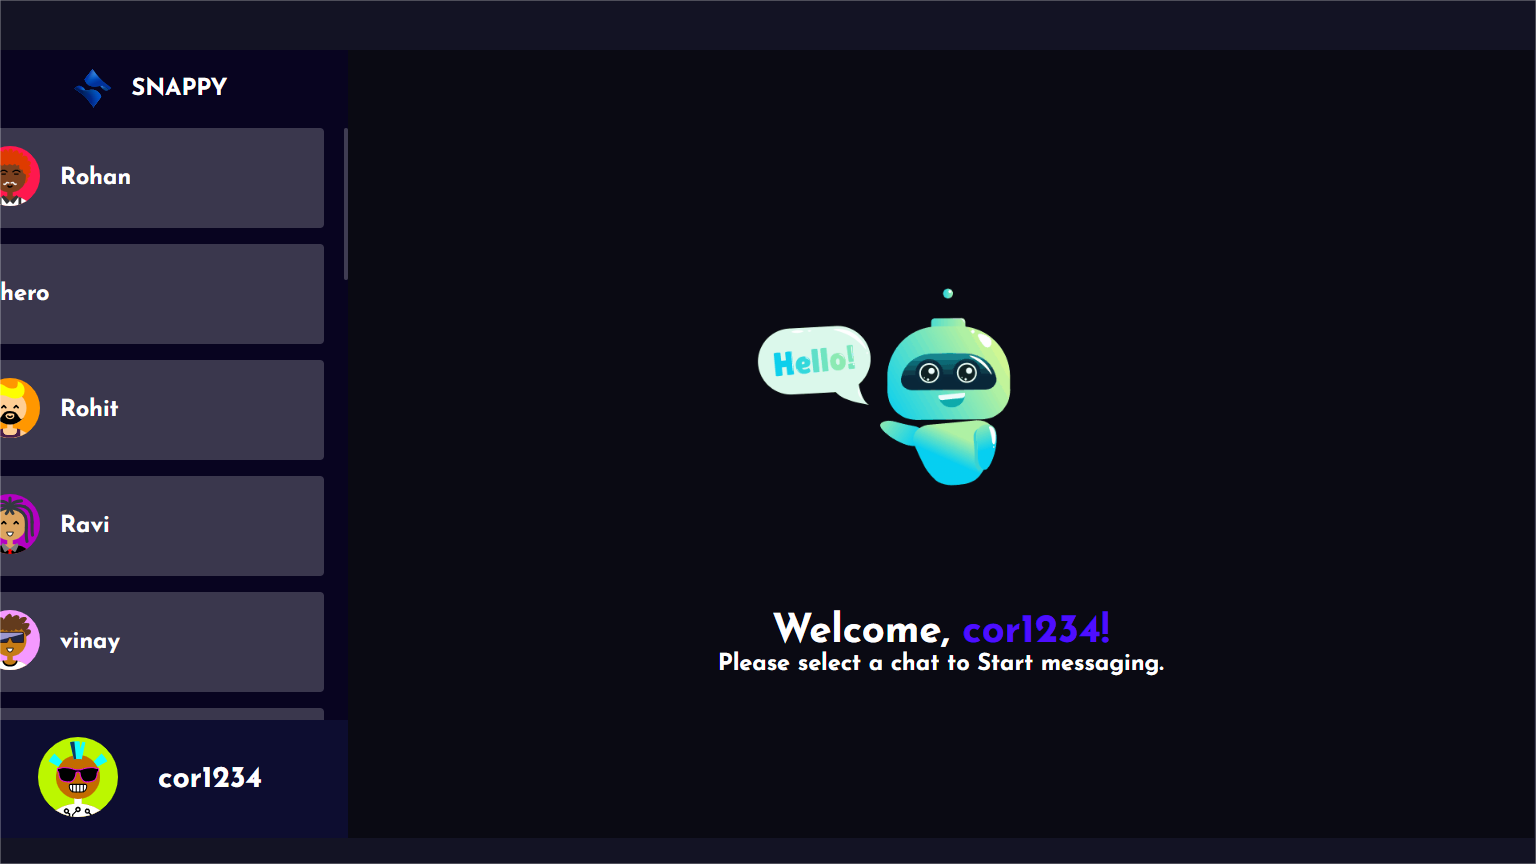 SNAPPY
Rohan
hero
Rohit
Ravi
vinay
cor1234
Hello!
Welcome, cor1234!
Please select a chat to Start messaging.